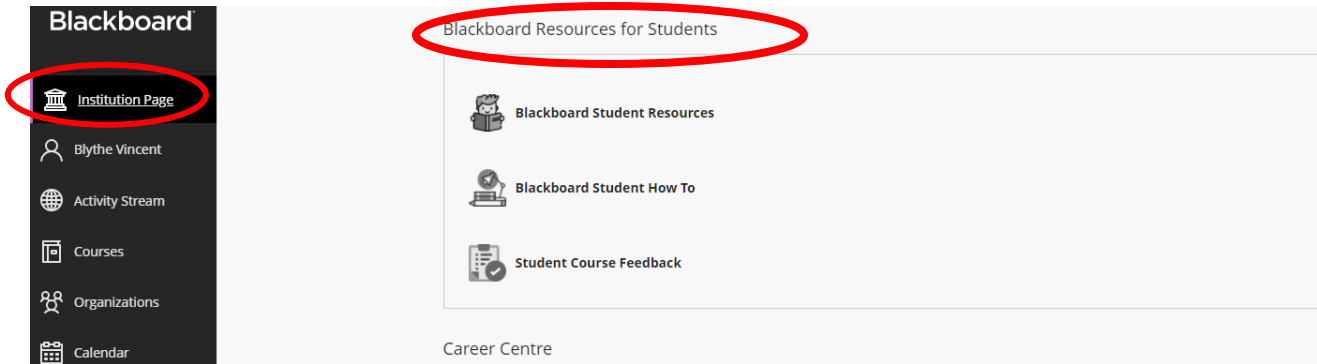 Blackboard
Institution Page
Blythe Vincent
Activity Stream
Courses
Organizations
Calendar
Blackboard Resources for Students
Blackboard Student Resources
Blackboard Student How To
Student Course Feedback
Career Centre